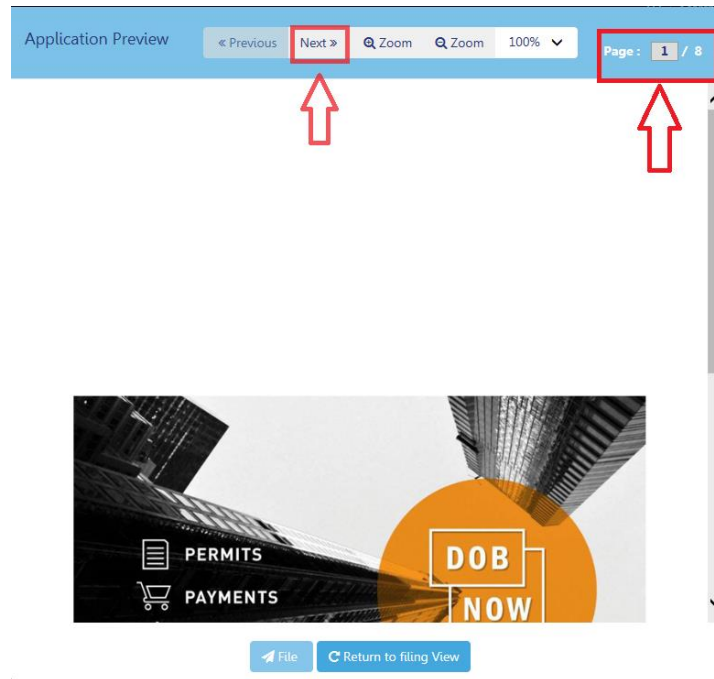 Application Preview
« Previous Next » Zoom Zoom 100%
Page : 1 / 8
PERMITS
PAYMENTS
DOB
NOW
File Return to filing View